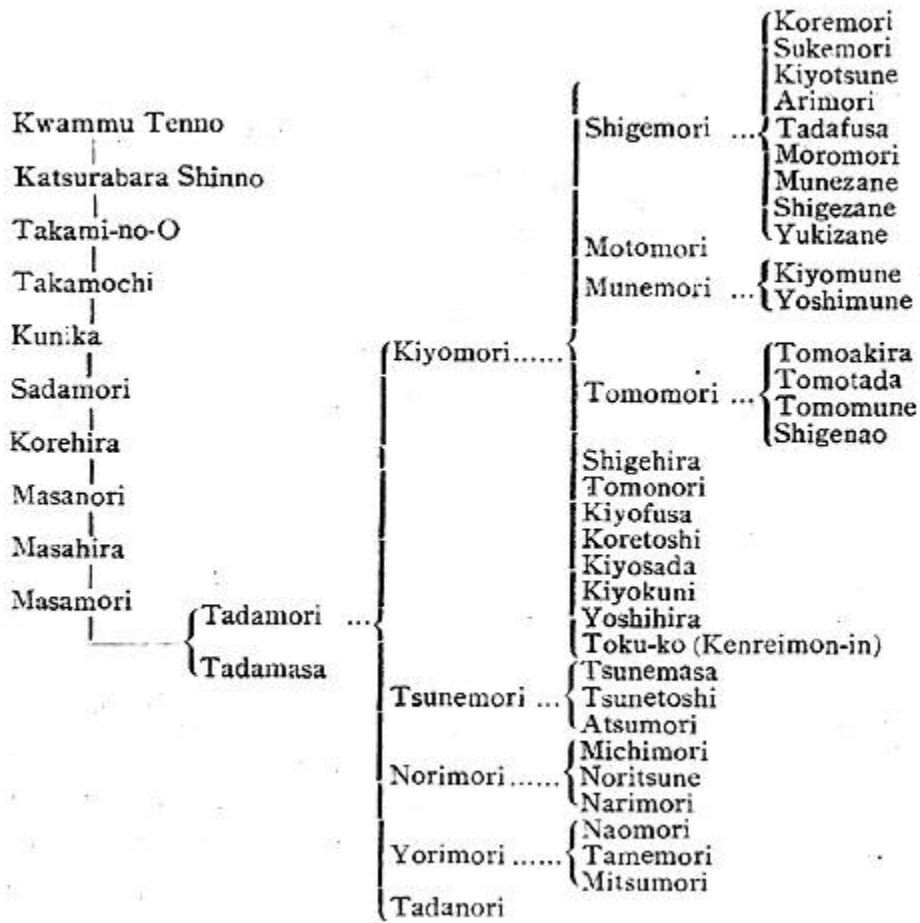 Kwammu Tenno
Katsurabara Shinno
Takami-no-O
Takamochi
Kunika
Sadamori
Korehira
Masanori
Masahira
Masamori
Tadamori ...
Tadamasa
Kiyomori ......
Tsunemori ...
Norimori ......
Yorimori ......
Tadanori
Shigemori ...
Motomori
Munemori ...
Tomomori ...
Shigehira
Tomonori
Kiyofusa
Koretoshi
Kiyosada
Kiyokuni
Yoshihira
Toku-ko (Kenreimon-in)
Koremori
Sukemori
Kiyotsune
Arimori
Tadafusa
Moromori
Munezane
Shigezane
Yukizane
Kiyomune
Yoshimune
Tomoakira
Tomotada
Tomomune
Shigenao
Tsunemasa
Tsunetoshi
Atsumori
Michimori
Noritsune
Narimori
Naomori
Tamemori
Mitsumori